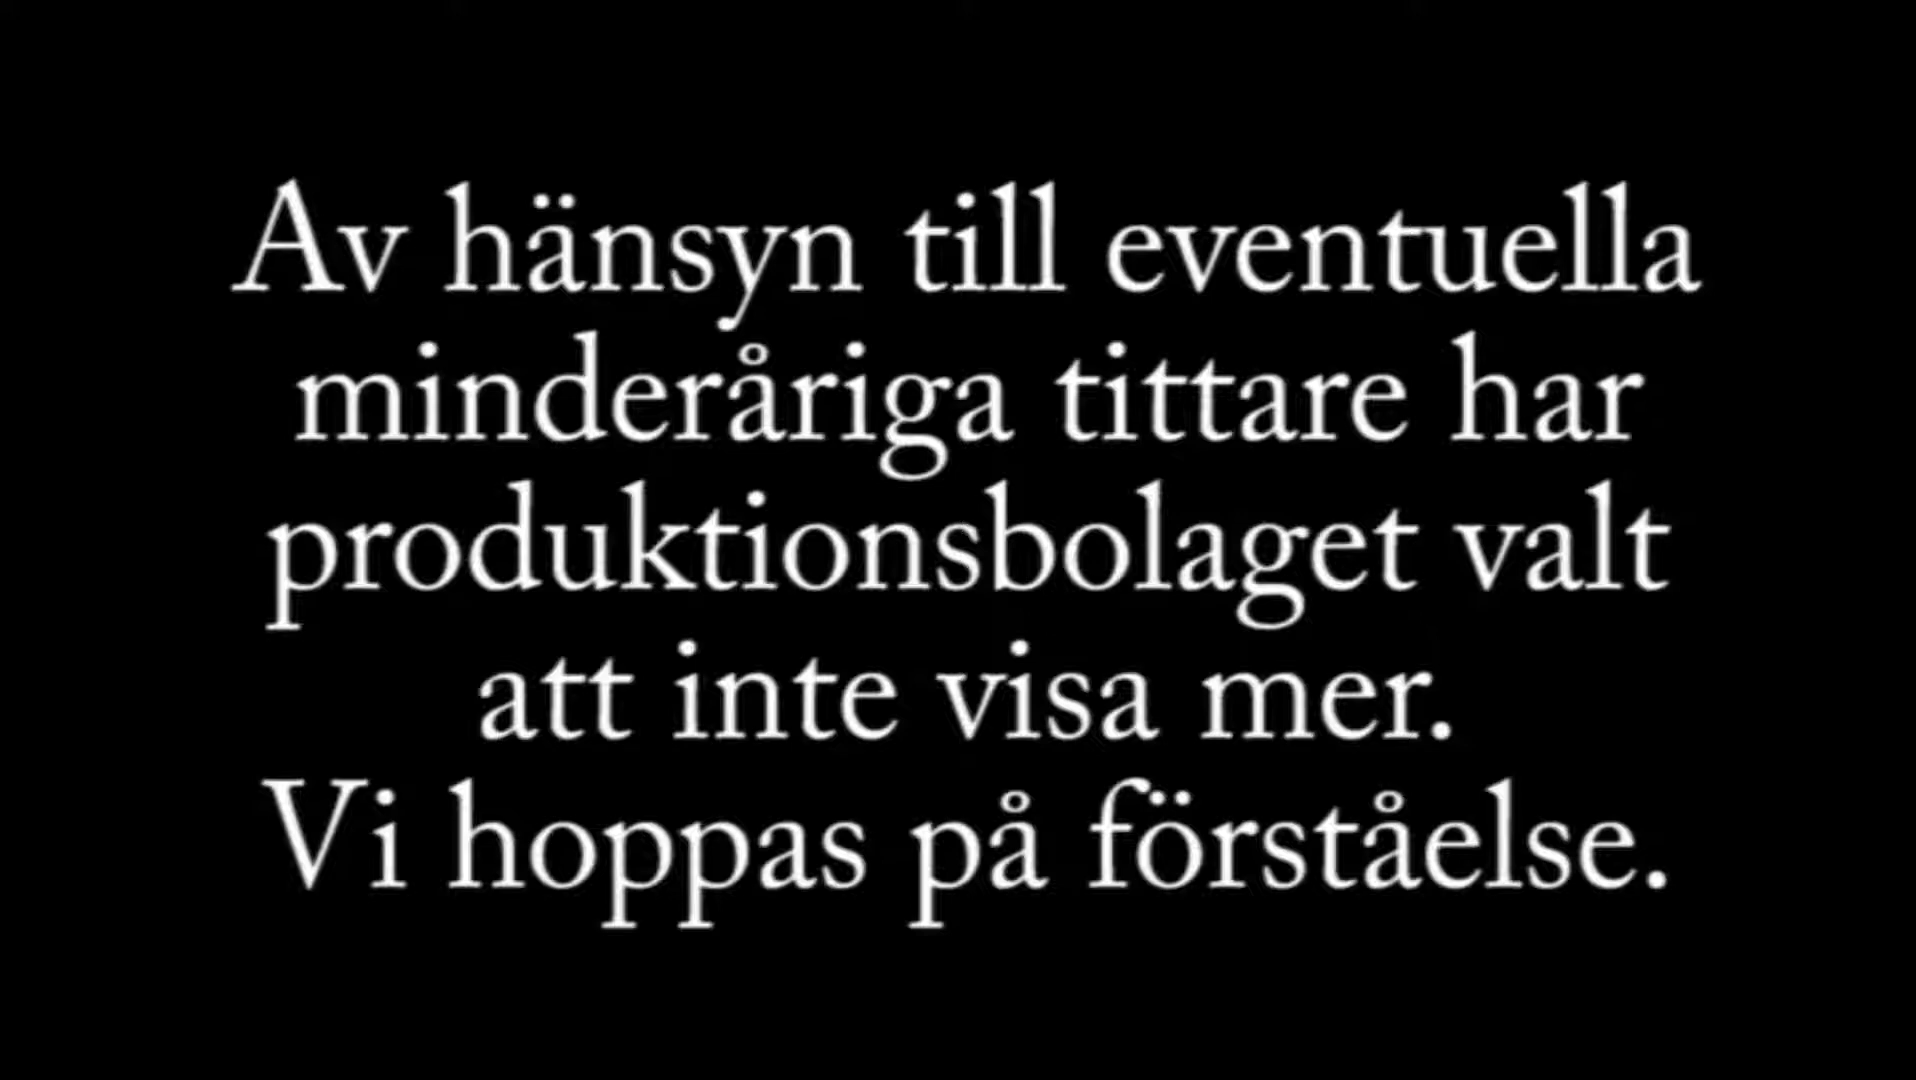 Av hänsyn till eventuella
minderåriga tittare har
produktionsbolaget valt
att inte visa mer.
Vi hoppas på förståelse.